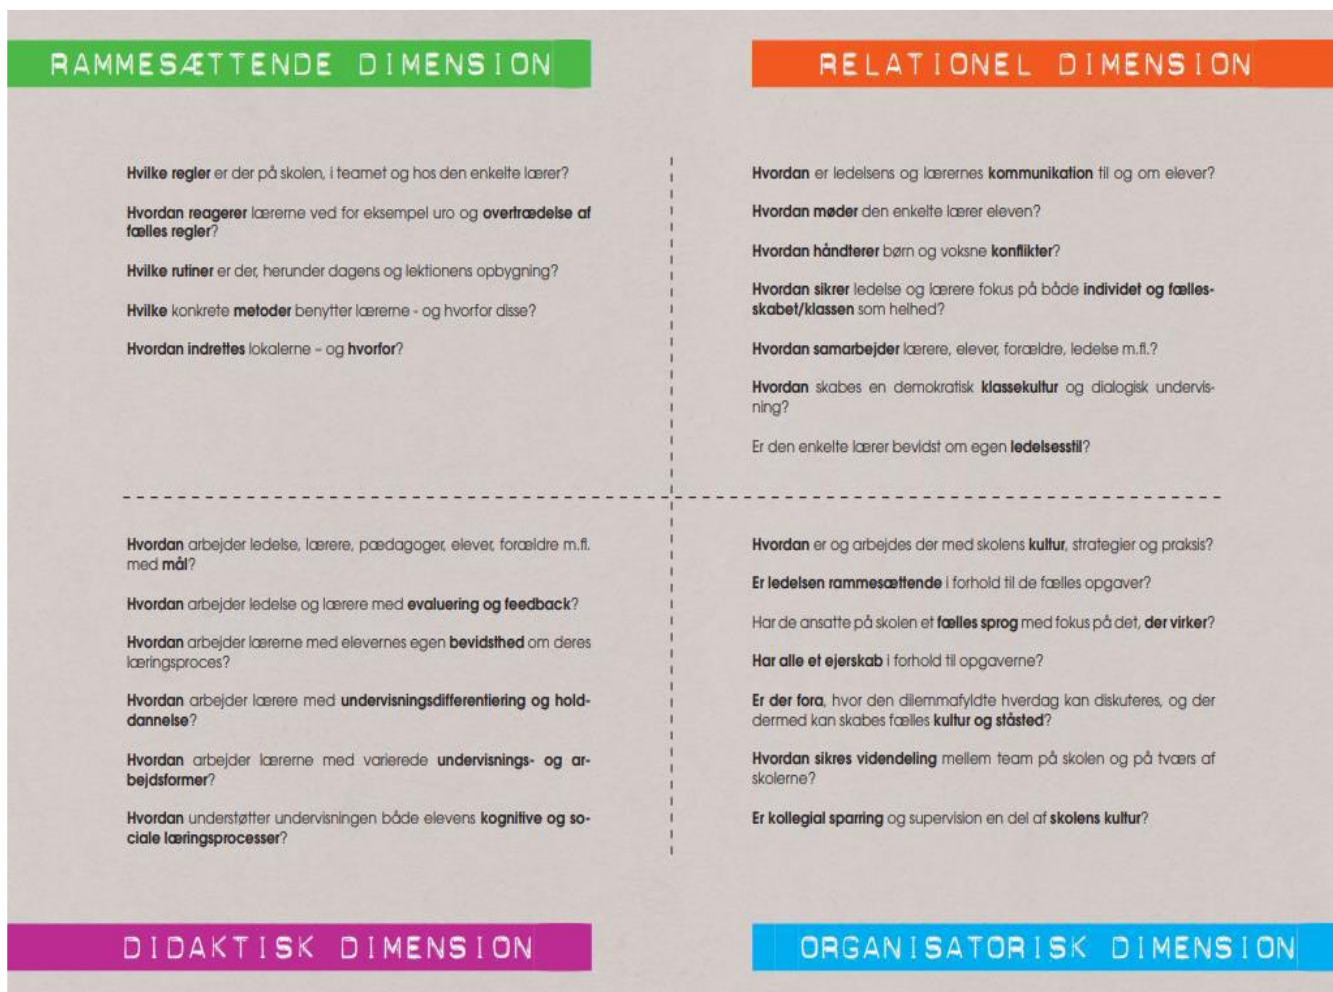 RAMMESÆTTENDE DIMENSION
Hvilke regler er der på skolen, i teamet og hos den enkelte lærer?
Hvordan reagerer lærerne ved for eksempel uro og overtrædelse af
fælles regler?
Hvilke rutiner er der, herunder dagens og lektionens opbygning?
Hvilke konkrete metoder benytter lærerne - og hvorfor disse?
Hvordan indrettes lokalerne – og hvorfor?
RELATIONEL DIMENSION
Hvordan er ledelsens og lærernes kommunikation til og om elever?
Hvordan møder den enkelte lærer eleven?
Hvordan håndterer børn og voksne konflikter?
Hvordan sikrer ledelse og lærere fokus på både individet og fælles-
skabet/klassen som helhed?
Hvordan samarbejder lærere, elever, forældre, ledelse m.fl.?
Hvordan skabes en demokratisk klassekultur og dialogisk undervis-
ning?
Er den enkelte lærer bevidst om egen ledelsesstil?
Hvordan arbejder ledelse, lærere, pædagoger, elever, forældre m.fl.
med mål?
Hvordan arbejder ledelse og lærere med evaluering og feedback?
Hvordan arbejder lærerne med elevernes egen bevidsthed om deres
læringsproces?
Hvordan arbejder lærere med undervisningsdifferentiering og hold-
dannelse?
Hvordan arbejder lærerne med varierede undervisnings- og ar-
bejdsformer?
Hvordan understøtter undervisningen både elevens kognitive og so-
ciale læringsprocesser?
DIDAKTISK DIMENSION
Hvordan er og arbejdes der med skolens kultur, strategier og praksis?
Er ledelsen rammesættende i forhold til de fælles opgaver?
Har de ansatte på skolen et fælles sprog med fokus på det, der virker?
Har alle et ejerskab i forhold til opgaverne?
Er der fora, hvor den dilemmafyldte hverdag kan diskuteres, og der
dermed kan skabes fælles kultur og ståsted?
Hvordan sikres videndeling mellem team på skolen og på tværs af
skolerne?
Er kollegial sparring og supervision en del af skolens kultur?
ORGANISATORISK DIMENSION